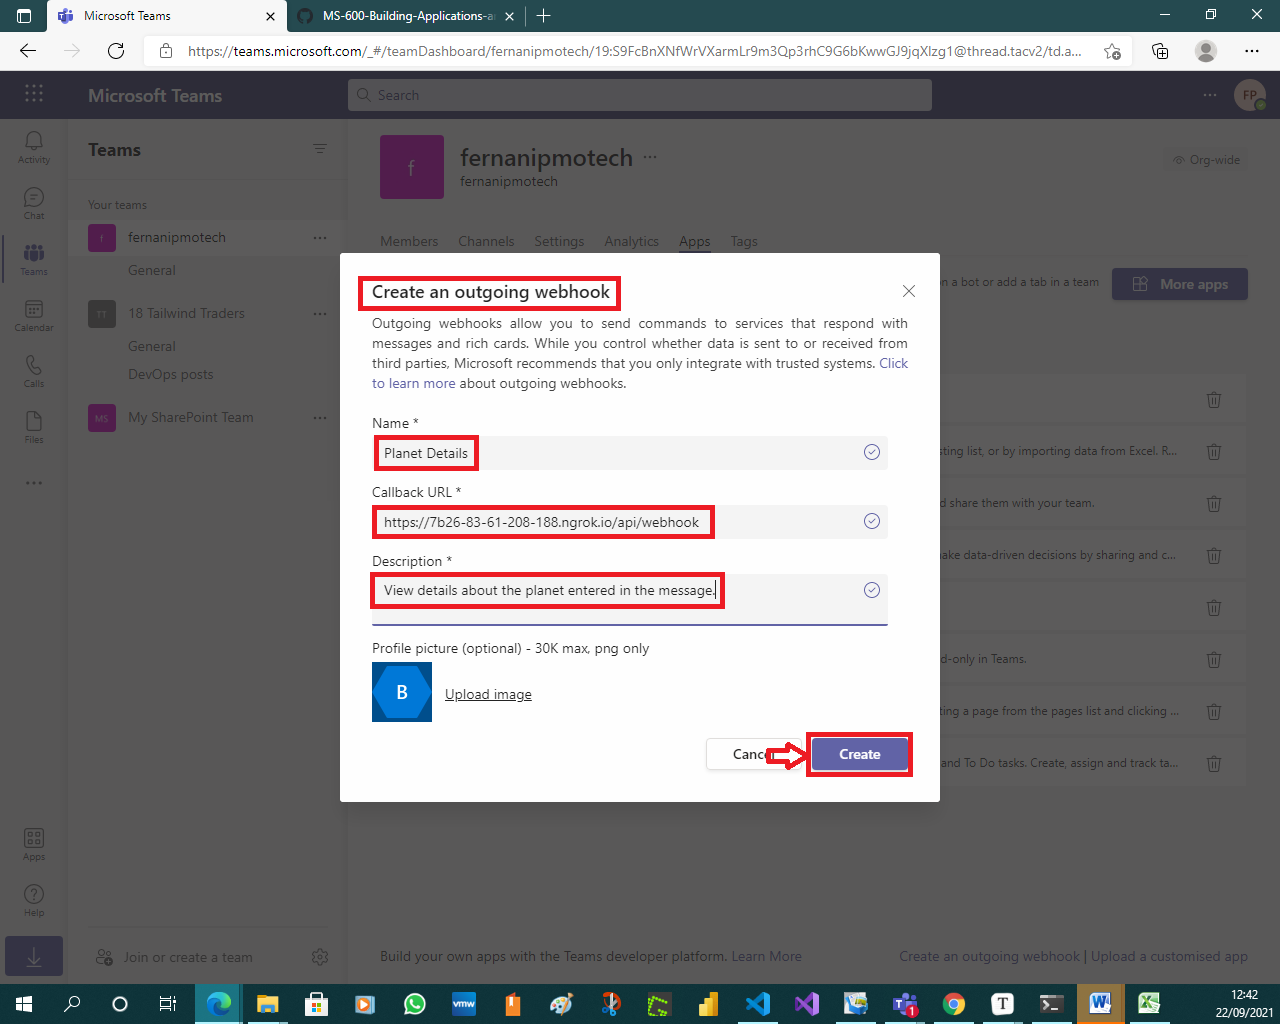 Microsoft Teams
MS-600-Building-Applications-a
https://teams.microsoft.com/_#/teamDashboard/fernanipmotech/19:S9FcBnXNfWrVXarmLr9m3Qp3rhC9G6bKwwGJ9jqXlzg1@thread.tacv2/td.a...
Microsoft Teams
Search
FP
Activity
Chat
Teams
Calendar
Calls
Files
Apps
Help
Teams
Your teams
f
fernanipmotech
General
TT
18 Tailwind Traders
General
DevOps posts
MS
My SharePoint Team
Join or create a team
f
fernanipmotech
fernanipmotech
Org-wide
Members
Channels
Settings
Analytics
Apps
Tags
n a bot or add a tab in a team
More apps
sting list, or by importing data from Excel. R...
d share them with your team.
ake data-driven decisions by sharing and c...
d-only in Teams.
ting a page from the pages list and clicking ...
and To Do tasks. Create, assign and track ta...
Create an outgoing webhook
Outgoing webhooks allow you to send commands to services that respond with
messages and rich cards. While you control whether data is sent to or received from
third parties, Microsoft recommends that you only integrate with trusted systems. Click
to learn more about outgoing webhooks.
Name *
Planet Details
Callback URL *
https://7b26-83-61-208-188.ngrok.io/api/webhook
Description *
View details about the planet entered in the message.
Profile picture (optional) - 30K max, png only
B
Upload image
Cancel
Create
Build your own apps with the Teams developer platform. Learn More
Create an outgoing webhook | Upload a customised app
vmw
1
T
12:42
22/09/2021